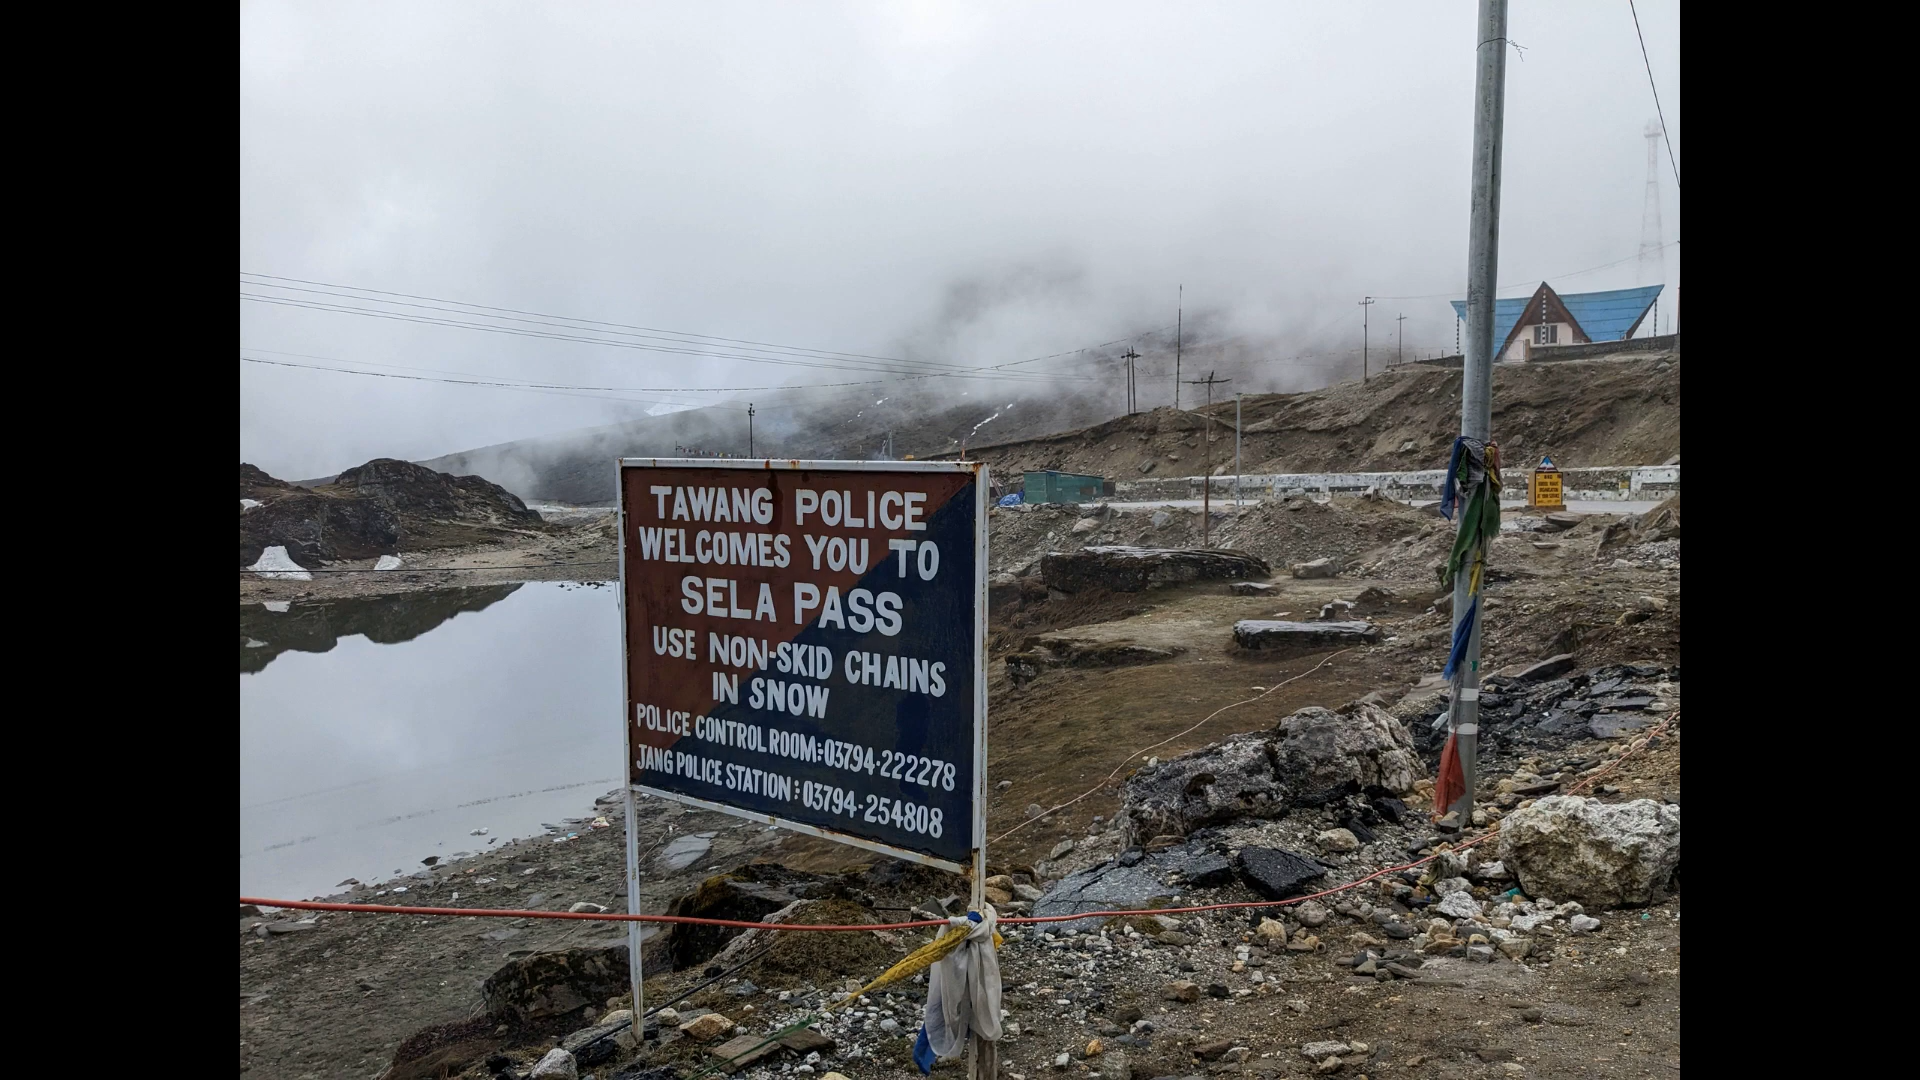 TAWANG POLICE
WELCOMES YOU TO
SELA PASS
USE NON-SKID CHAINS
IN SNOW
POLICE CONTROL ROOM:03794-222278
JANG POLICE STATION:03794-254808